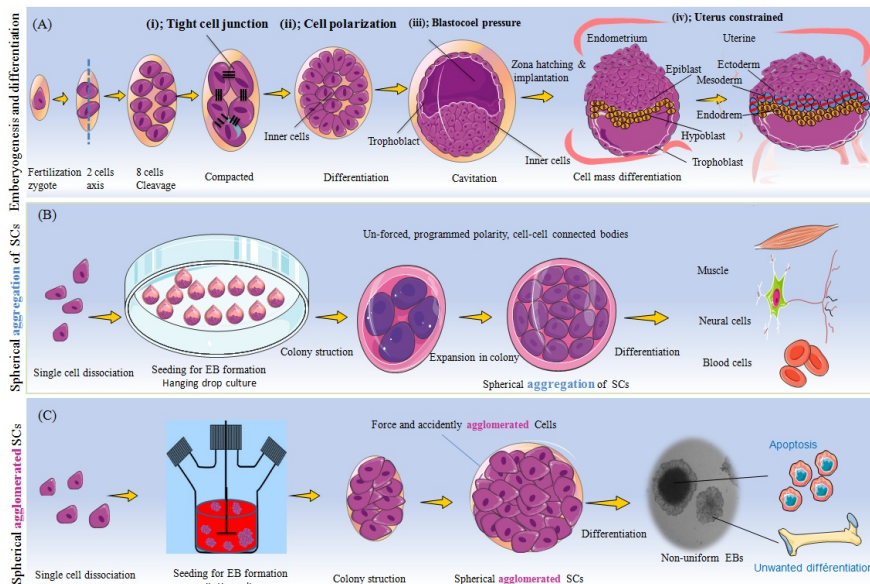 Emberyogenesis and differentiation
(A)
(i); Tight cell junction
(ii); Cell polarization
(iii); Blastocoel pressure
(iv); Uterus constrained
Endometrium
Uterine
Zona hatching &
implantation
Epiblast
Ectoderm
Mesoderm
Endodrem
Inner cells
Trophoblact
Inner cells
Hypoblast
Trophoblast
Fertilization
zygote
2 cells
axis
8 cells
Cleavage
Compacted
Differentiation
Cavitation
Cell mass differentiation
Spherical aggregation of SCs
(B)
Un-forced, programmed polarity, cell-cell connected bodies
Muscle
Neural cells
Blood cells
Single cell dissociation
Seeding for EB formation
Hanging drop culture
Colony struction
Expansion in colony
Differentiation
Spherical aggregation of SCs
Spherical agglomerated SCs
(C)
Force and accidently agglomerated Cells
Apoptosis
Single cell dissociation
Seeding for EB formation
Colony struction
Spherical agglomerated SCs
Differentiation
Non-uniform EBs
Unwanted différentiation